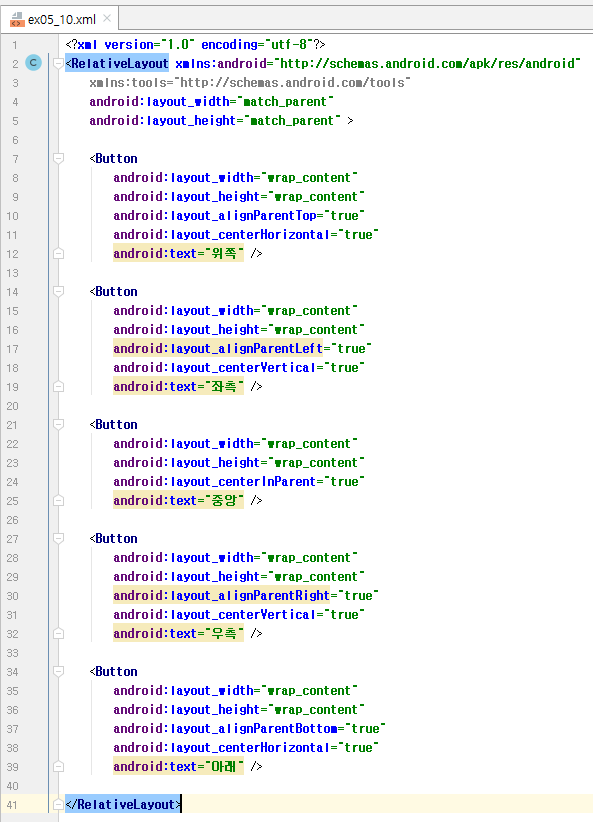 ex05_10.xml
1 <?xml version="1.0" encoding="utf-8"?>
2 C <RelativeLayout xmlns:android="http://schemas.android.com/apk/res/android"
3 xmlns:tools="http://schemas.android.com/tools"
4 android:layout_width="match_parent"
5 android:layout_height="match_parent" >
6
7 <Button
8 android:layout_width="wrap_content"
9 android:layout_height="wrap_content"
10 android:layout_alignParentTop="true"
11 android:layout_centerHorizontal="true"
12 android:text="위쪽" />
13
14 <Button
15 android:layout_width="wrap_content"
16 android:layout_height="wrap_content"
17 android:layout_alignParentLeft="true"
18 android:layout_centerVertical="true"
19 android:text="좌측" />
20
21 <Button
22 android:layout_width="wrap_content"
23 android:layout_height="wrap_content"
24 android:layout_centerInParent="true"
25 android:text="중앙" />
26
27 <Button
28 android:layout_width="wrap_content"
29 android:layout_height="wrap_content"
30 android:layout_alignParentRight="true"
31 android:layout_centerVertical="true"
32 android:text="우측" />
33
34 <Button
35 android:layout_width="wrap_content"
36 android:layout_height="wrap_content"
37 android:layout_alignParentBottom="true"
38 android:layout_centerHorizontal="true"
39 android:text="아래" />
40
41 </RelativeLayout>